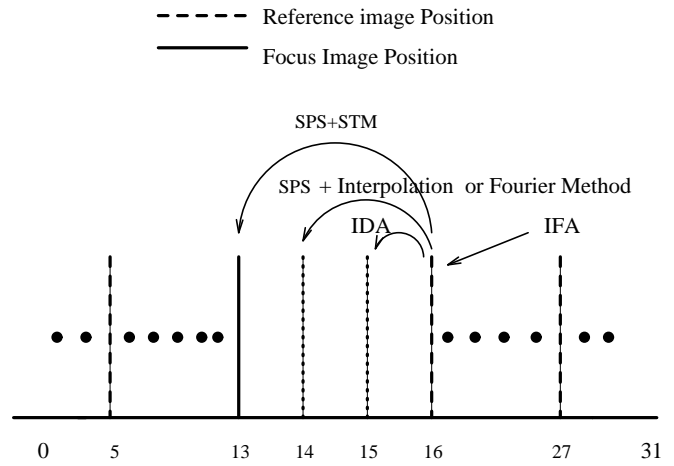 Reference image Position
Focus Image Position
SPS+STM
SPS + Interpolation or Fourier Method
IDA IFA
0 5 13 14 15 16 27 31